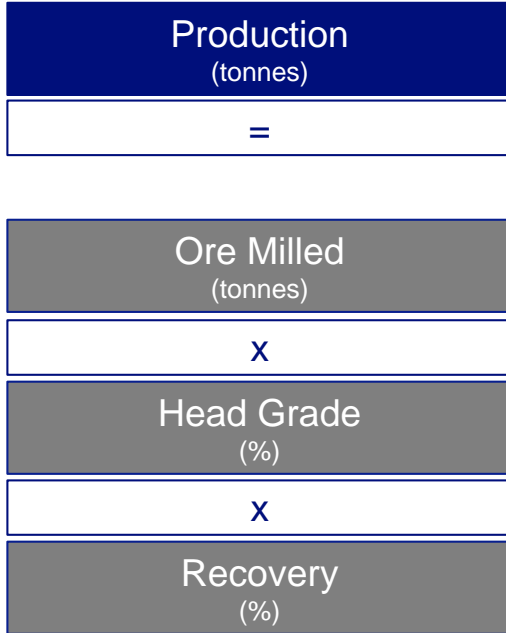 Production
(tonnes)
=
Ore Milled
(tonnes)
x
Head Grade
(%)
x
Recovery
(%)